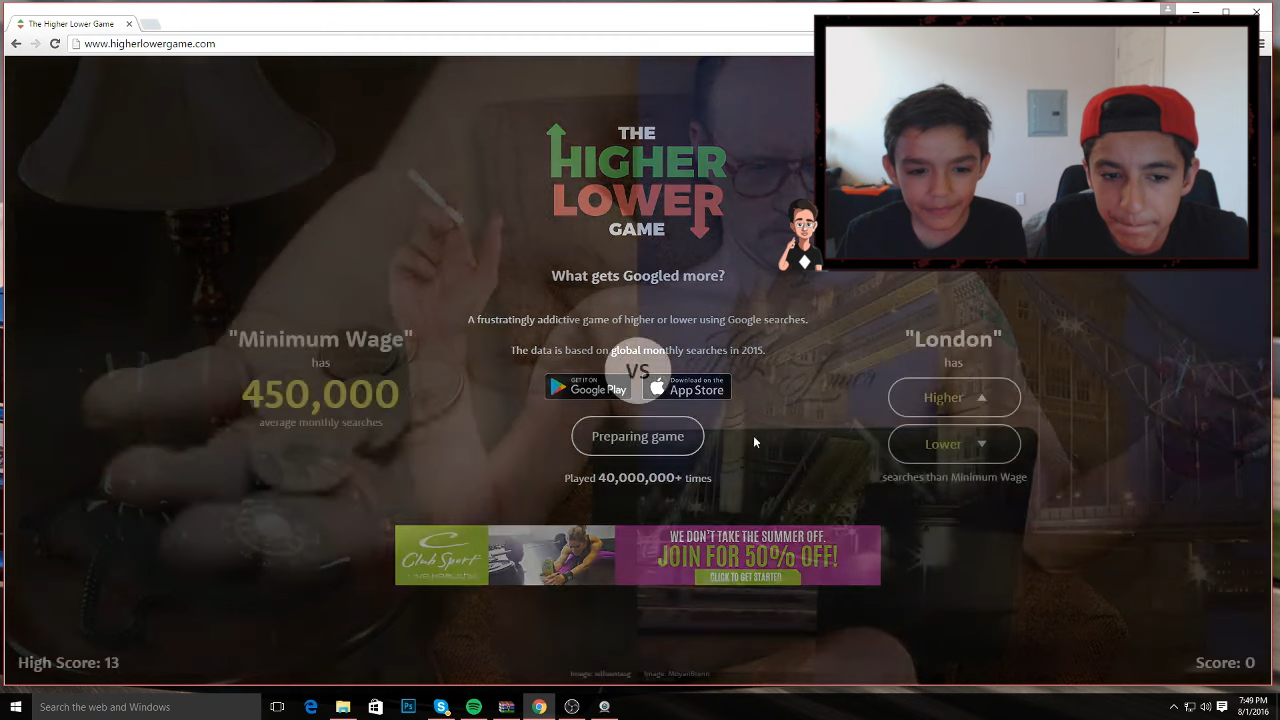 The Higher Lower Game
www.higherlowergame.com
THE
HIGHER
LOWER
GAME
What gets Googled more?
A frustratingly addictive game of higher or lower using Google searches.
The data is based on global monthly searches in 2015.
"Minimum Wage"
has
450,000
average monthly searches
VS
GET IT ON
Google Play
Download on the
App Store
Preparing game
Played 40,000,000+ times
"London"
has
Higher
Lower
searches than Minimum Wage
Club Sport
WE DON'T TAKE THE SUMMER OFF.
JOIN FOR 50% OFF!
CLICK TO GET STARTED
High Score: 13
Score: 0
Search the web and Windows
Ps
7:49 PM
8/1/2016